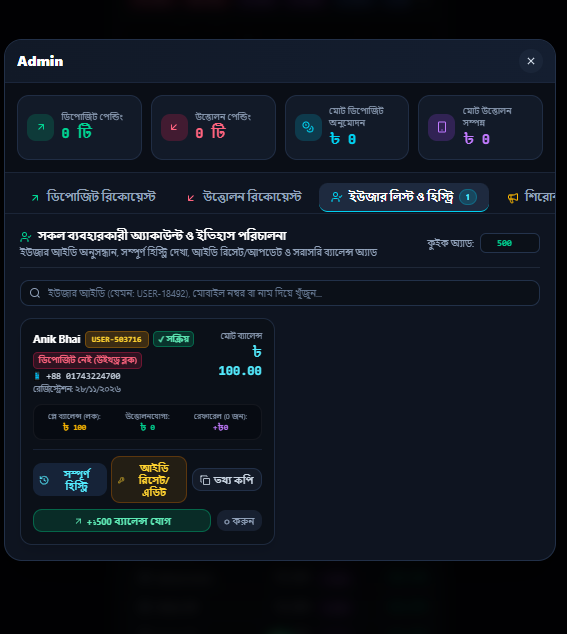 Admin
ডিপোজিট পেন্ডিং
0 টি
উত্তোলন পেন্ডিং
0 টি
মোট ডিপোজিট অনুমোদন
৳ 0
মোট উত্তোলন সম্পন্ন
৳ 0
ডিপোজিট রিকোয়েস্ট
উত্তোলন রিকোয়েস্ট
ইউজার লিস্ট ও হিস্ট্রি 1
শিরো
সকল ব্যবহারকারী অ্যাকাউন্ট ও ইতিহাস পরিচালনা
ইউজার আইডি অনুসন্ধান, সম্পূর্ণ হিস্ট্রি দেখা, আইডি রিসেট/আপডেট ও সরাসরি ব্যালেন্স অ্যাড
কুইক অ্যাড: 500
ইউজার আইডি (যেমন: USER-18492), মোবাইল নম্বর বা নাম দিয়ে খুঁজুন...
Anik Bhai USER-503716 ✓ সক্রিয়
ডিপোজিট নেই (উইথড্র ব্লক)
+88 01743224700
রেজিস্ট্রেশন: ২৮/১১/২০২৬
মোট ব্যালেন্স
৳
100.00
প্লে ব্যালেন্স (লক):
৳ 100
উত্তোলনযোগ্য:
৳ 0
রেফারেল (0 জন):
+৳0
সম্পূর্ণ
হিস্ট্রি
আইডি
রিসেট/
এডিট
তথ্য কপি
+৳500 ব্যালেন্স যোগ
০ করুন